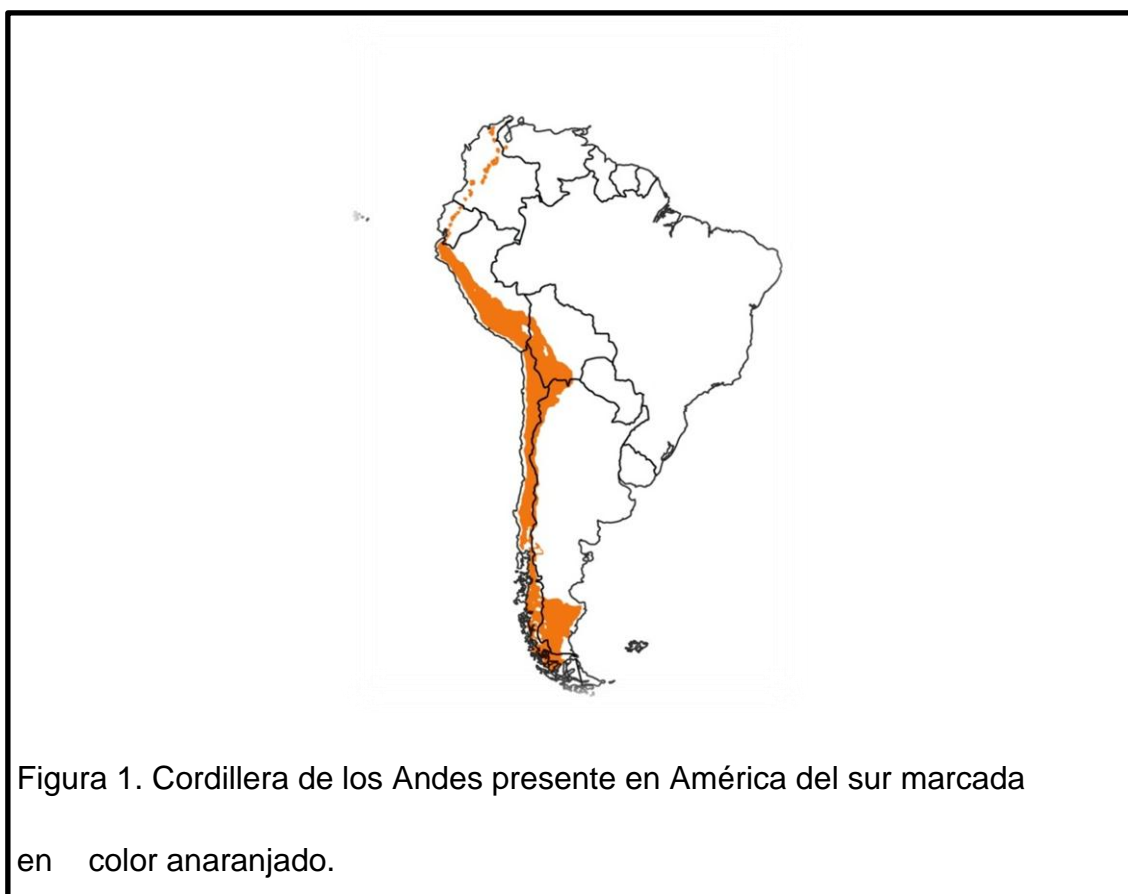 Figura 1. Cordillera de los Andes presente en América del sur marcada
en color anaranjado.